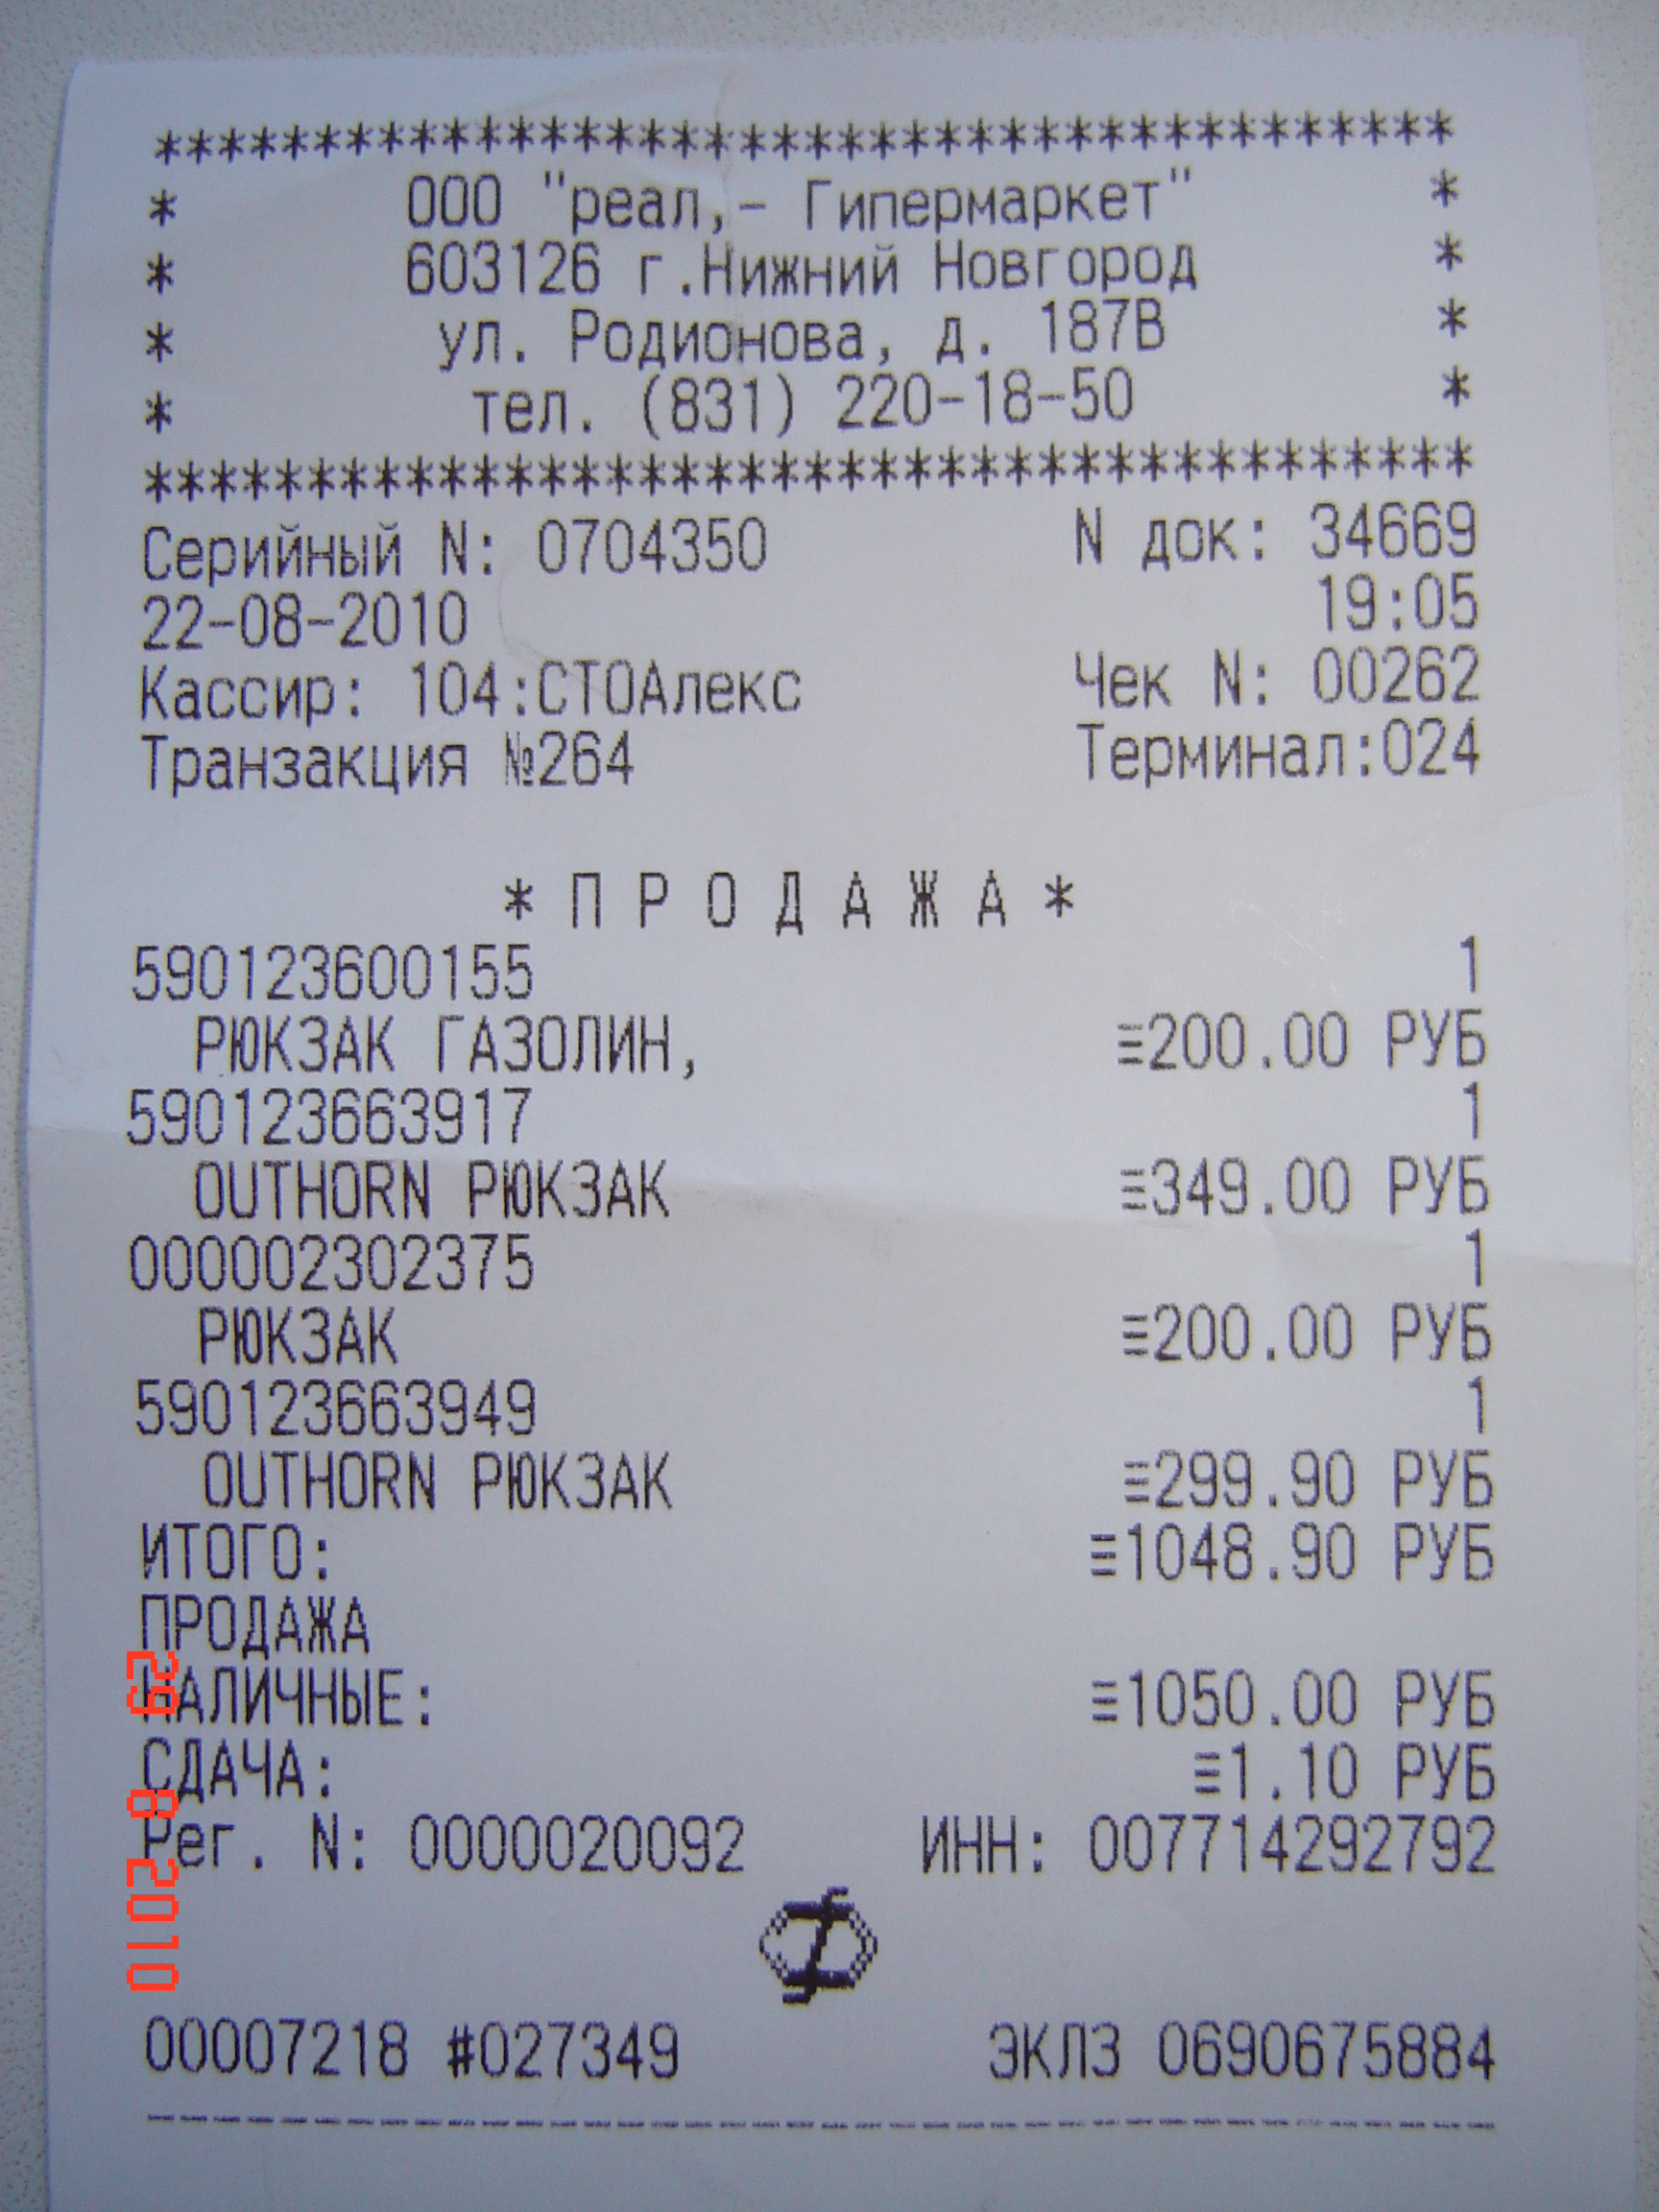 ****************************************
* ООО "реал,- Гипермаркет" *
* 603126 г.Нижний Новгород *
* ул. Родионова, д. 187В *
* тел. (831) 220-18-50 *
****************************************
Серийный N: 0704350 N док: 34669
22-08-2010 19:05
Кассир: 104:СТОАлекс Чек N: 00262
Транзакция №264 Терминал:024
* П Р О Д А Ж А *
590123600155 1
РЮКЗАК ГАЗОЛИН, ≡200.00 РУБ
590123663917 1
OUTHORN РЮКЗАК ≡349.00 РУБ
000002302375 1
РЮКЗАК ≡200.00 РУБ
590123663949 1
OUTHORN РЮКЗАК ≡299.90 РУБ
ИТОГО: ≡1048.90 РУБ
ПРОДАЖА
НАЛИЧНЫЕ: ≡1050.00 РУБ
СДАЧА: ≡1.10 РУБ
Рег. N: 0000020092 ИНН: 007714292792
00007218 #027349 ЭКЛЗ 0690675884
29 8 2010